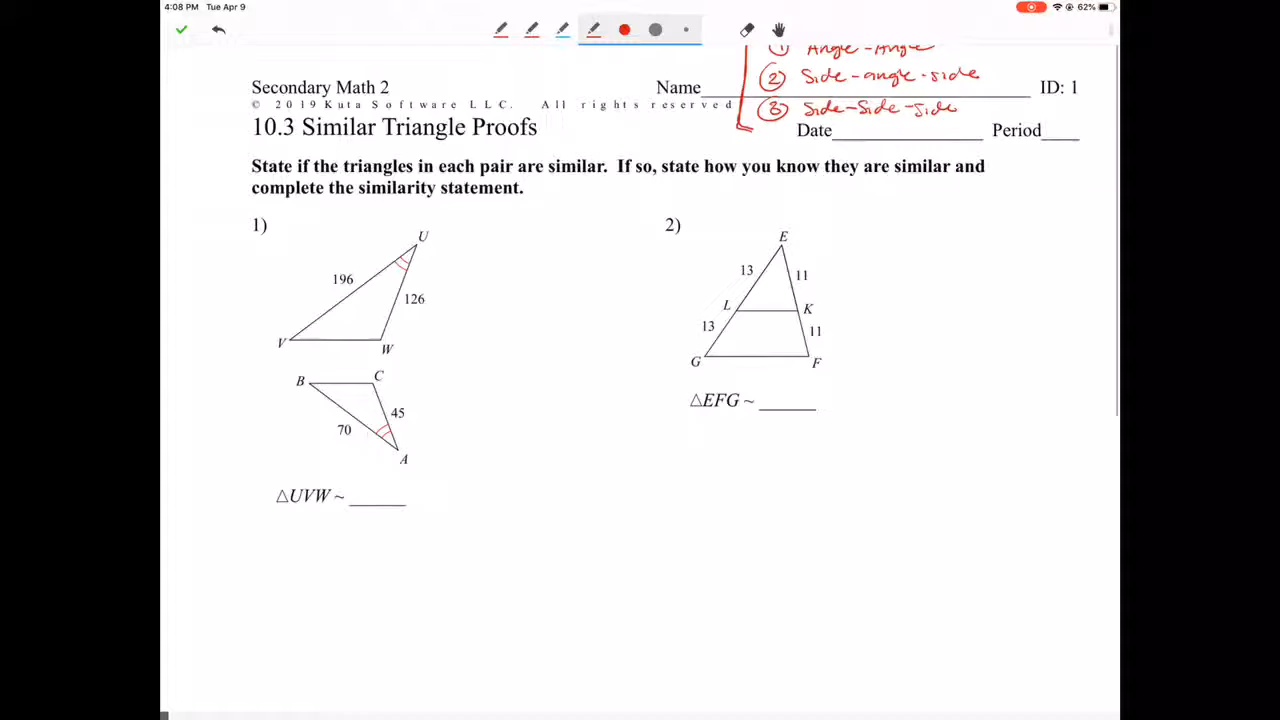 4:08 PM Tue Apr 9
62%
① Angle-Angle
② Side-angle-side
③ Side-Side-Side
Secondary Math 2 Name ID: 1
© 2019 Kuta Software LLC. All rights reserved
10.3 Similar Triangle Proofs Date Period
State if the triangles in each pair are similar. If so, state how you know they are similar and
complete the similarity statement.
1)
U
196
126
V
W
B
C
45
70
A
△UVW ~
2)
E
13
11
L
K
13
11
G
F
△EFG ~